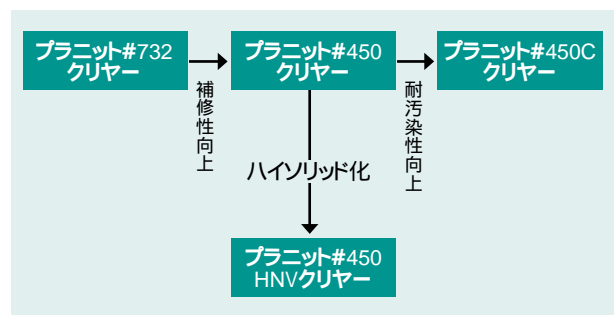 プラニット#732
クリヤー
補修性向上
プラニット#450
クリヤー
耐汚染性向上
プラニット#450C
クリヤー
ハイソリッド化
プラニット#450
HNVクリヤー